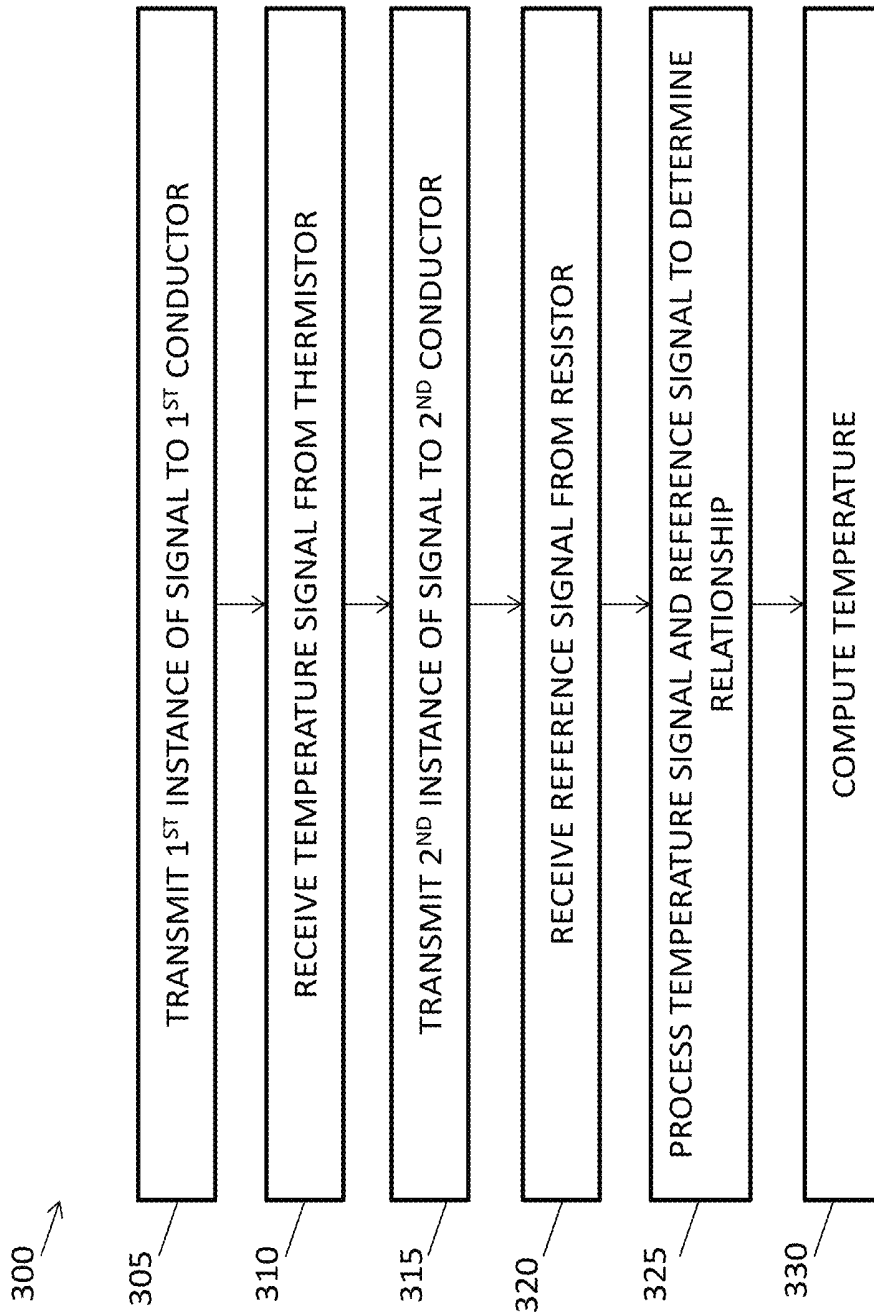 300
305
TRANSMIT 1ST INSTANCE OF SIGNAL TO 1ST CONDUCTOR
310
RECEIVE TEMPERATURE SIGNAL FROM THERMISTOR
315
TRANSMIT 2ND INSTANCE OF SIGNAL TO 2ND CONDUCTOR
320
RECEIVE REFERENCE SIGNAL FROM RESISTOR
325
PROCESS TEMPERATURE SIGNAL AND REFERENCE SIGNAL TO DETERMINE
RELATIONSHIP
330
COMPUTE TEMPERATURE